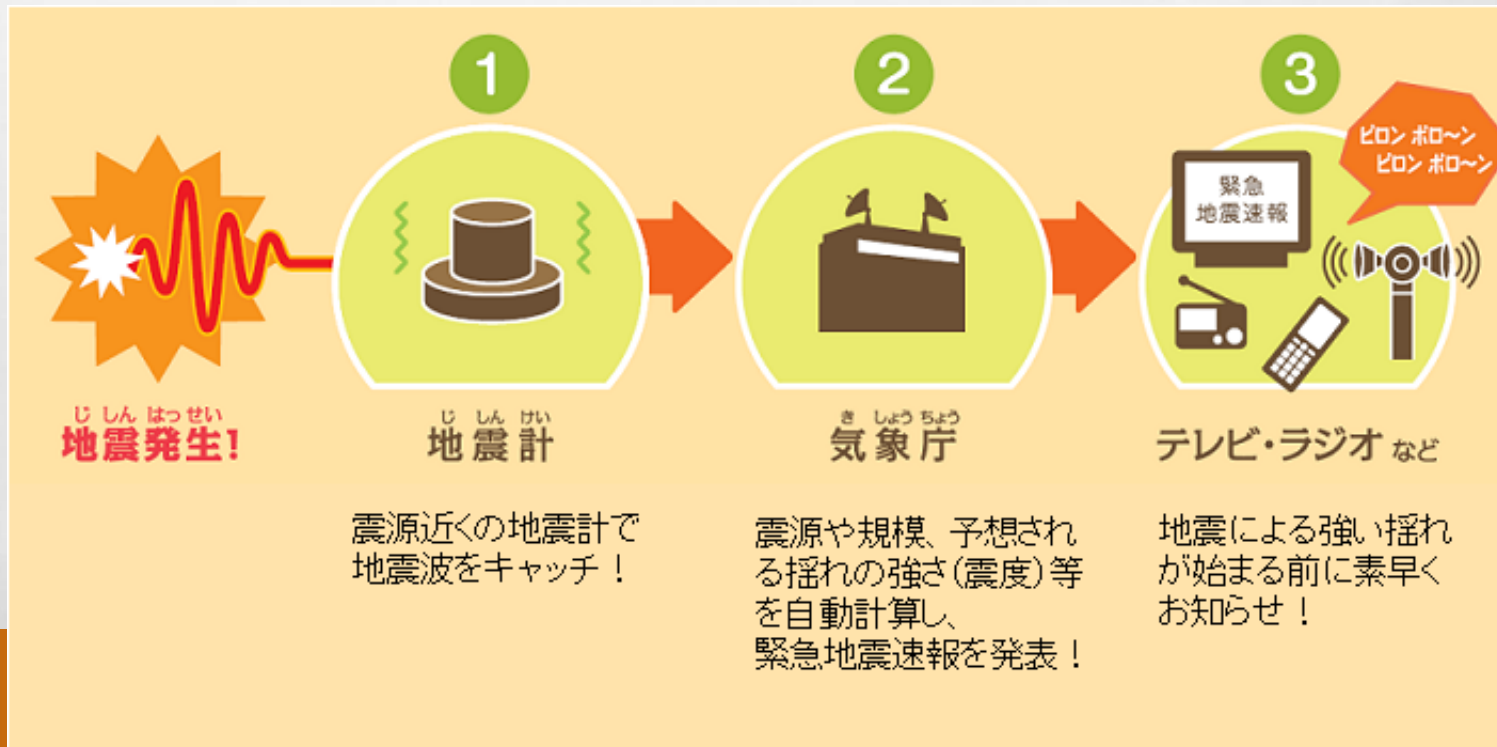 1
2
3
ピロン ポロ〜ン
ピロン ポロ〜ン
緊急
地震速報
じしんはっせい
地震発生!
じしんけい
地震計
きしょうちょう
気象庁
テレビ・ラジオ など
震源近くの地震計で
地震波をキャッチ！
震源や規模、予想され
る揺れの強さ(震度)等
を自動計算し、
緊急地震速報を発表！
地震による強い揺れ
が始まる前に素早く
お知らせ！